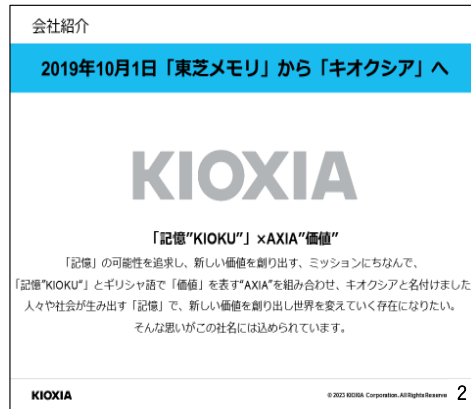 会社紹介
2019年10月1日「東芝メモリ」から「キオクシア」へ
KIOXIA
「記憶"KIOKU"」×AXIA"価値"
「記憶」の可能性を追求し、新しい価値を創り出す、ミッションにちなんで、
「記憶"KIOKU"」とギリシャ語で「価値」を表す"AXIA"を組み合わせ、キオクシアと名付けました
人々や社会が生み出す「記憶」で、新しい価値を創り出し世界を変えていく存在になりたい。
そんな思いがこの社名には込められています。
KIOXIA
© 2023 KIOXIA Corporation. All Rights Reserve 2